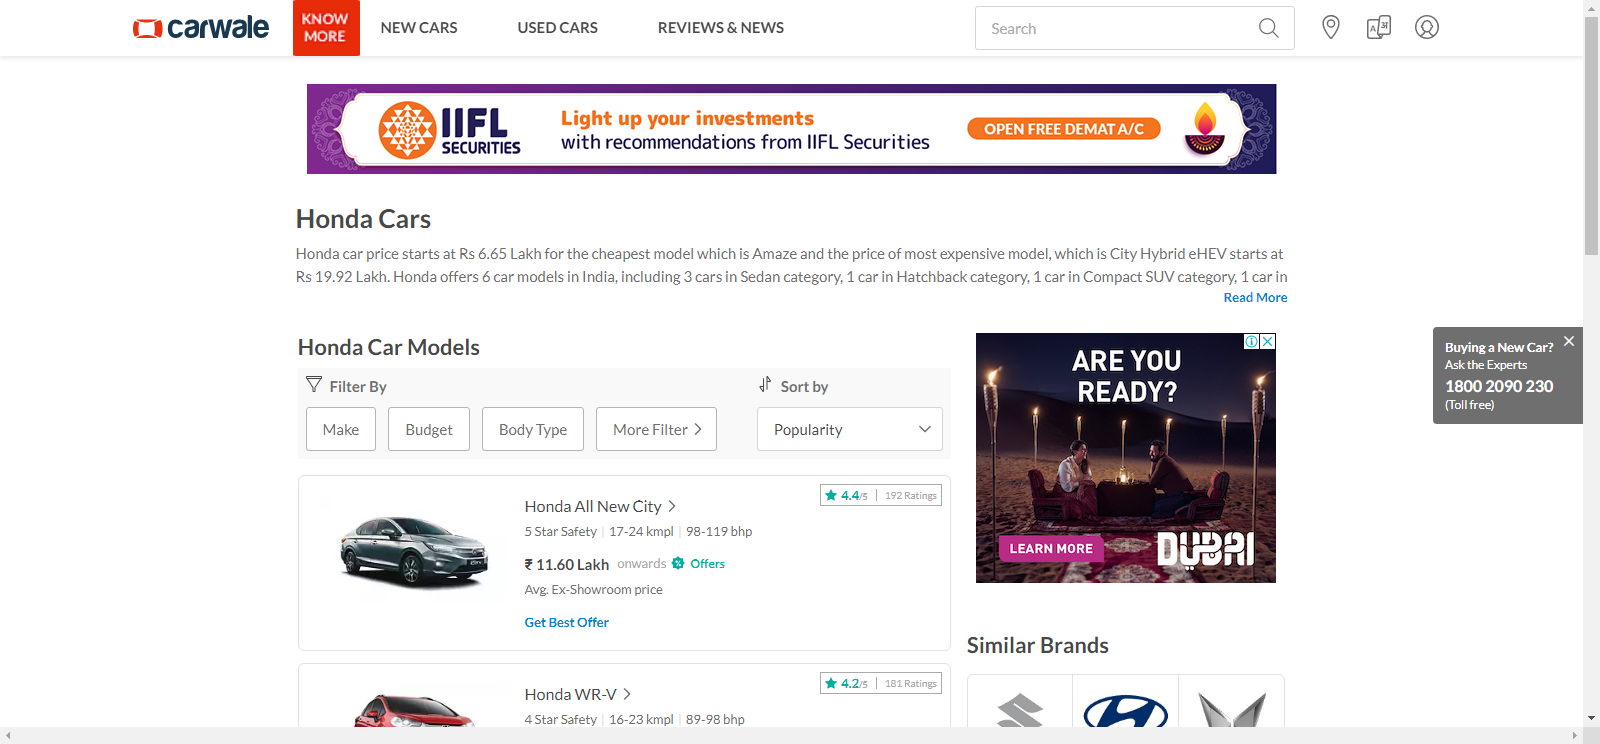 carwale
KNOW
MORE
NEW CARS
USED CARS
REVIEWS & NEWS
Search
IIFL
SECURITIES
Light up your investments
with recommendations from IIFL Securities
OPEN FREE DEMAT A/C
Honda Cars
Honda car price starts at Rs 6.65 Lakh for the cheapest model which is Amaze and the price of most expensive model, which is City Hybrid eHEV starts at
Rs 19.92 Lakh. Honda offers 6 car models in India, including 3 cars in Sedan category, 1 car in Hatchback category, 1 car in Compact SUV category, 1 car in
Read More
Honda Car Models
Filter By
Sort by
Make
Budget
Body Type
More Filter
Popularity
Honda All New City
4.4/5 | 192 Ratings
5 Star Safety | 17-24 kmpl | 98-119 bhp
₹ 11.60 Lakh onwards Offers
Avg. Ex-Showroom price
Get Best Offer
Honda WR-V
4.2/5 | 181 Ratings
4 Star Safety | 16-23 kmpl | 89-98 bhp
ARE YOU
READY?
LEARN MORE
DUBAI
Similar Brands
Buying a New Car?
Ask the Experts
1800 2090 230
(Toll free)